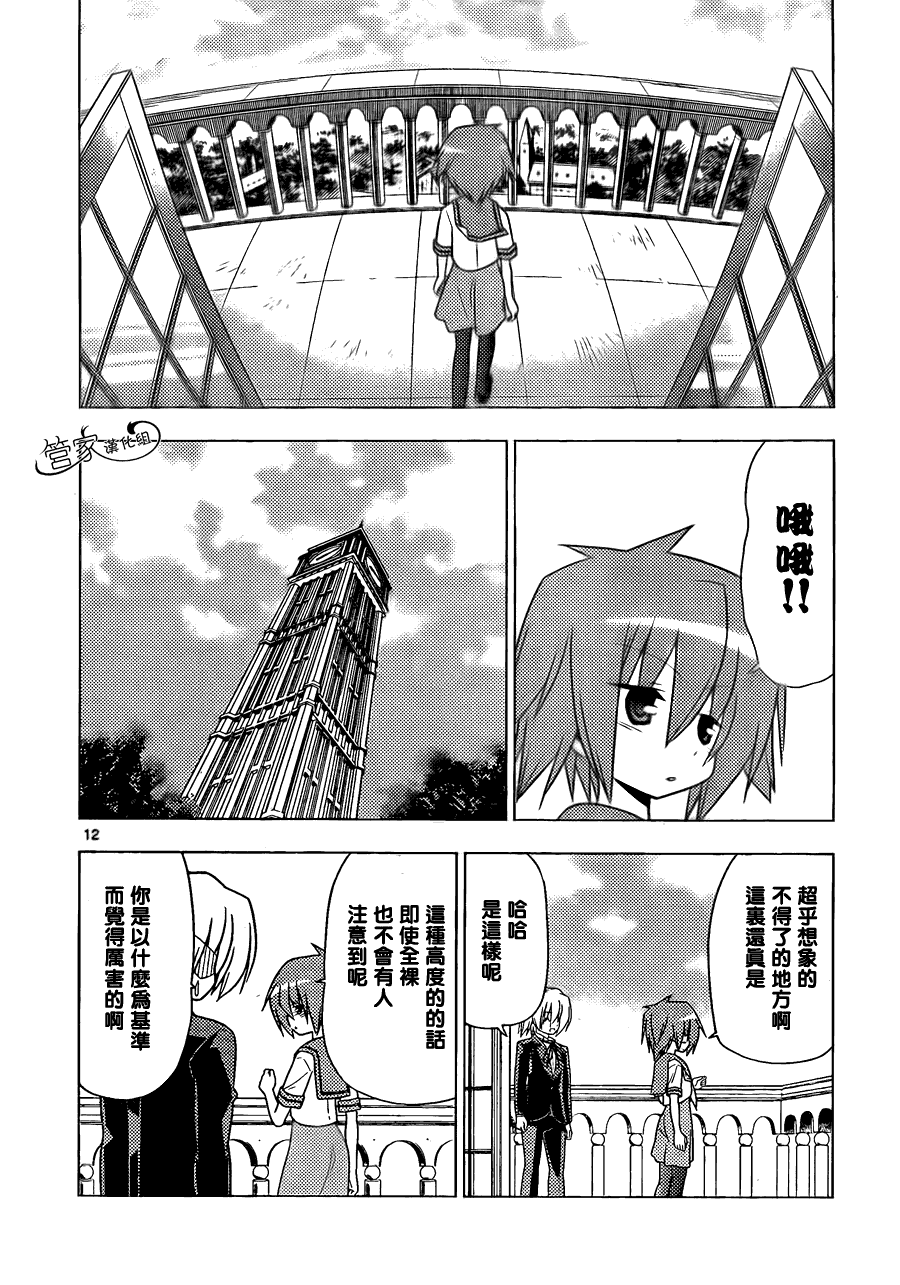 管家漢化組
哦
哦!!
12
這裏還真是
不得了的地方啊
超乎想象的
哈哈
是這樣呢
這種高度的的話
即使全裸
也不會有人
注意到呢
你是以什麼為基準
而覺得厲害的啊